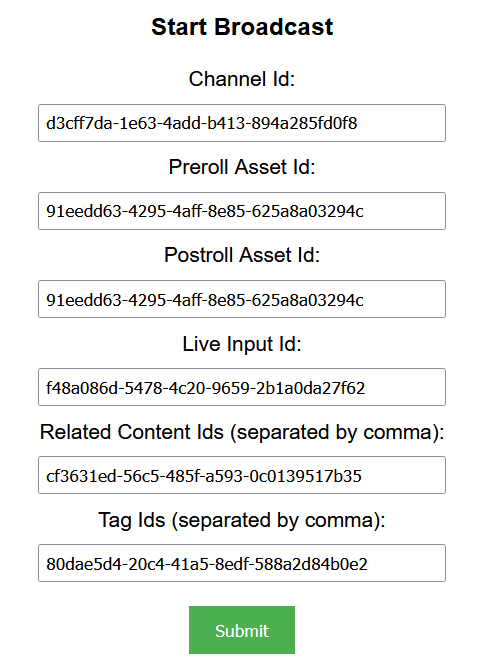 Start Broadcast
Channel Id:
d3cff7da-1e63-4add-b413-894a285fd0f8
Preroll Asset Id:
91eedd63-4295-4aff-8e85-625a8a03294c
Postroll Asset Id:
91eedd63-4295-4aff-8e85-625a8a03294c
Live Input Id:
f48a086d-5478-4c20-9659-2b1a0da27f62
Related Content Ids (separated by comma):
cf3631ed-56c5-485f-a593-0c0139517b35
Tag Ids (separated by comma):
80dae5d4-20c4-41a5-8edf-588a2d84b0e2
Submit